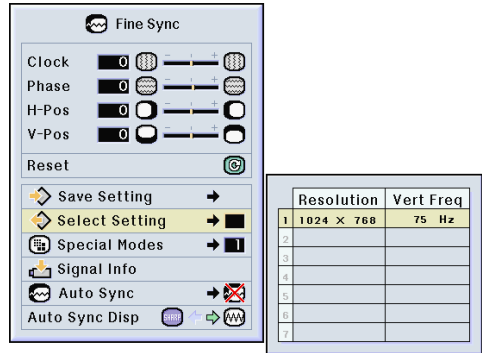 Fine Sync
Clock 0 - +
Phase 0 - +
H-Pos 0 - +
V-Pos 0 - +
Reset
Save Setting
Select Setting
Special Modes 1
Signal Info
Auto Sync
Auto Sync Disp
Resolution Vert Freq
1 1024 X 768 75 Hz
2
3
4
5
6
7